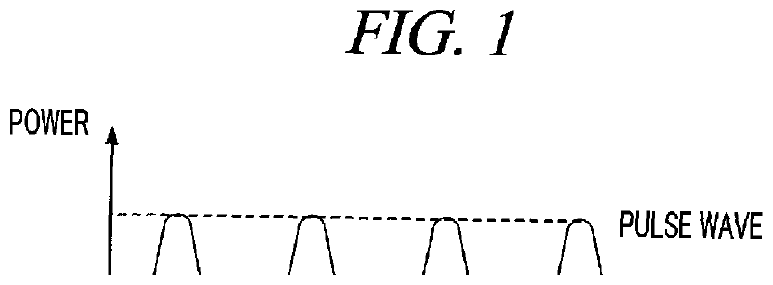 FIG. 1
POWER
PULSE WAVE